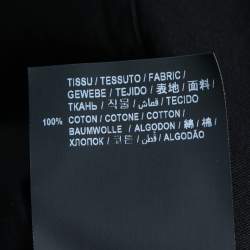 TISSU / TESSUTO / FABRIC /
GEWEBE / TEJIDO / 表地 / 面料 /
ТКАНЬ / 직물 / قماش / TECIDO
100% COTON / COTONE / COTTON /
BAUMWOLLE / ALGODON / 綿 / 棉 /
ХЛОПОК / 코튼 / قطن / ALGODÃO